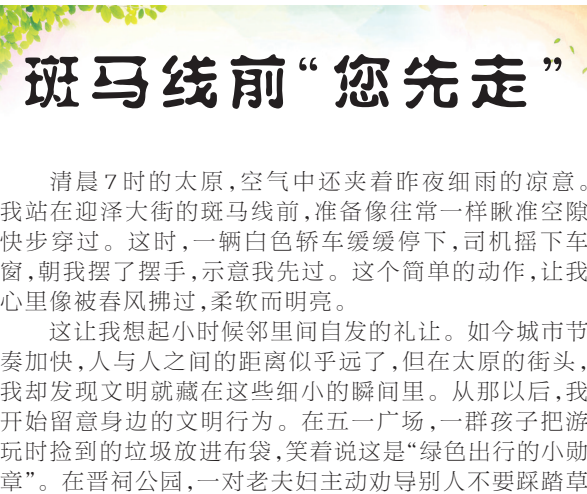 斑马线前“您先走”
清晨7时的太原,空气中还夹着昨夜细雨的凉意。
我站在迎泽大街的斑马线前,准备像往常一样瞅准空隙
快步穿过。这时,一辆白色轿车缓缓停下,司机摇下车
窗,朝我摆了摆手,示意我先过。这个简单的动作,让我
心里像被春风拂过,柔软而明亮。
这让我想起小时候邻里间自发的礼让。如今城市节
奏加快,人与人之间的距离似乎远了,但在太原的街头,
我却发现文明就藏在这些细小的瞬间里。从那以后,我
开始留意身边的文明行为。在五一广场,一群孩子把游
玩时捡到的垃圾放进布袋,笑着说这是“绿色出行的小勋
章”。在晋祠公园,一对老夫妇主动劝导别人不要踩踏草